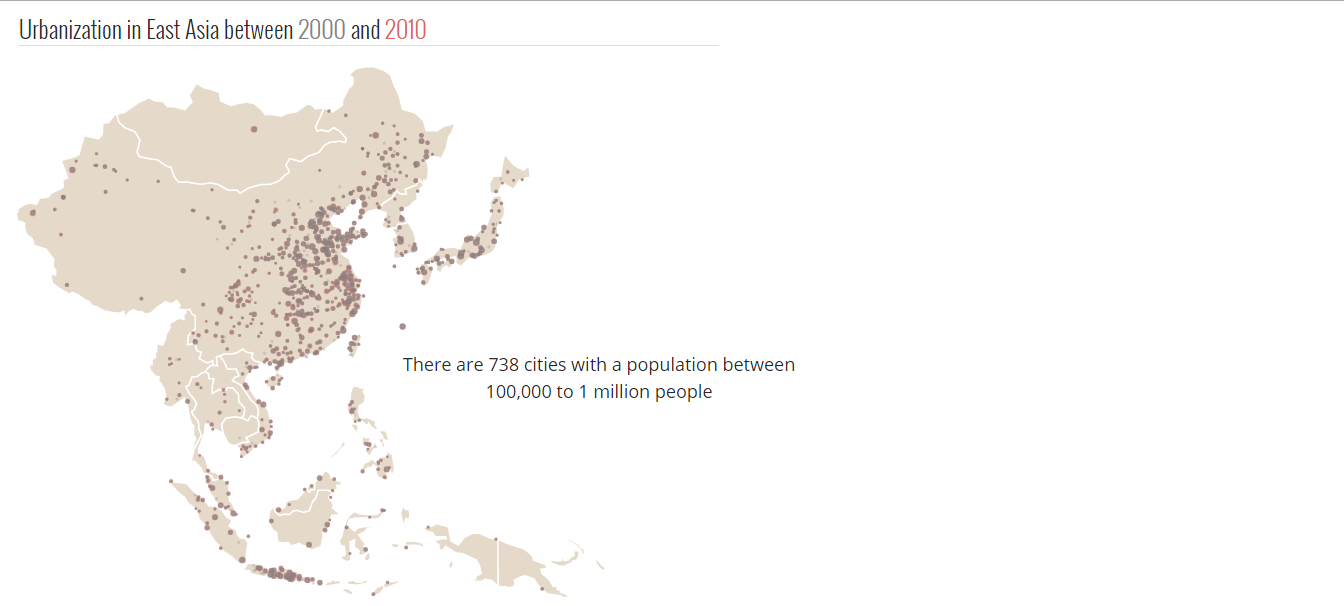 Urbanization in East Asia between 2000 and 2010
There are 738 cities with a population between
100,000 to 1 million people